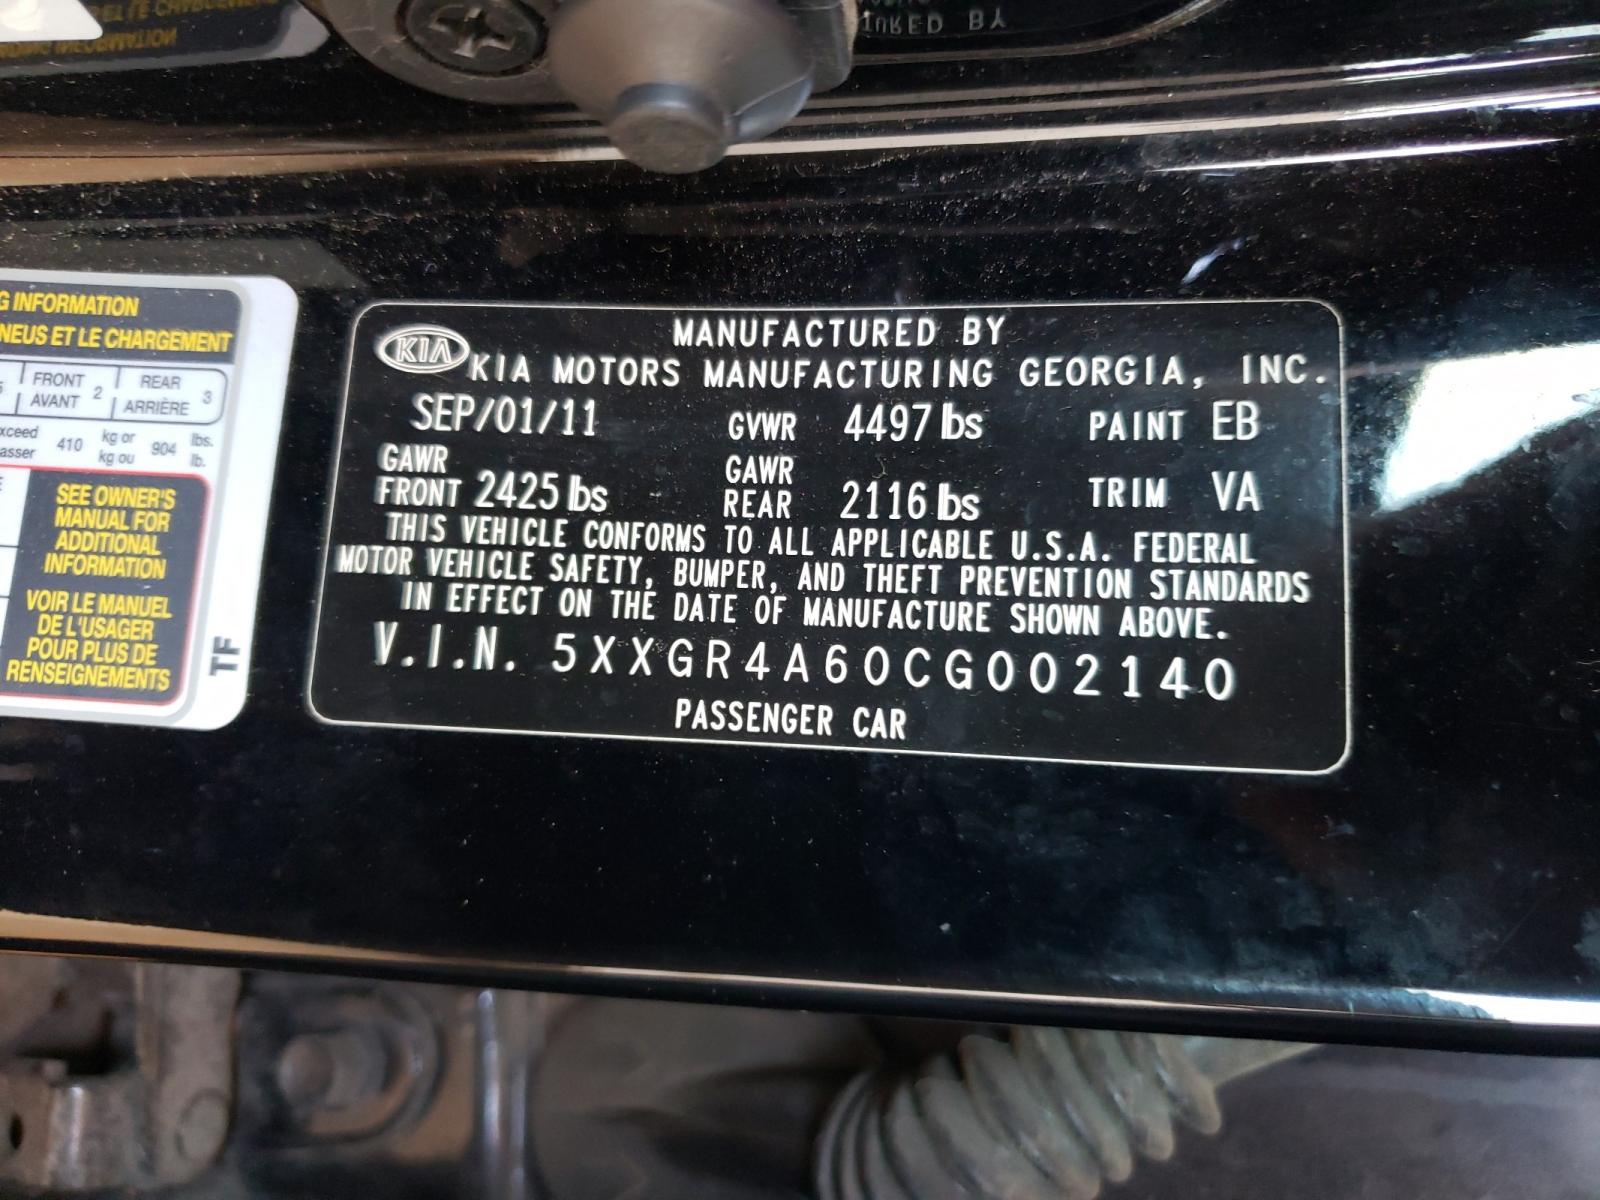 G INFORMATION
NEUS ET LE CHARGEMENT
FRONT AVANT 2 REAR ARRIÈRE 3
xceed 410 kg or 904 lbs.
asser kg ou lb.
SEE OWNER'S
MANUAL FOR
ADDITIONAL
INFORMATION
VOIR LE MANUEL
DE L'USAGER
POUR PLUS DE
RENSEIGNEMENTS
TF
MANUFACTURED BY
KIA KIA MOTORS MANUFACTURING GEORGIA, INC.
SEP/01/11 GVWR 4497 lbs PAINT EB
GAWR FRONT 2425 lbs GAWR REAR 2116 lbs TRIM VA
THIS VEHICLE CONFORMS TO ALL APPLICABLE U.S.A. FEDERAL
MOTOR VEHICLE SAFETY, BUMPER, AND THEFT PREVENTION STANDARDS
IN EFFECT ON THE DATE OF MANUFACTURE SHOWN ABOVE.
V.I.N. 5XXGR4A60CG002140
PASSENGER CAR